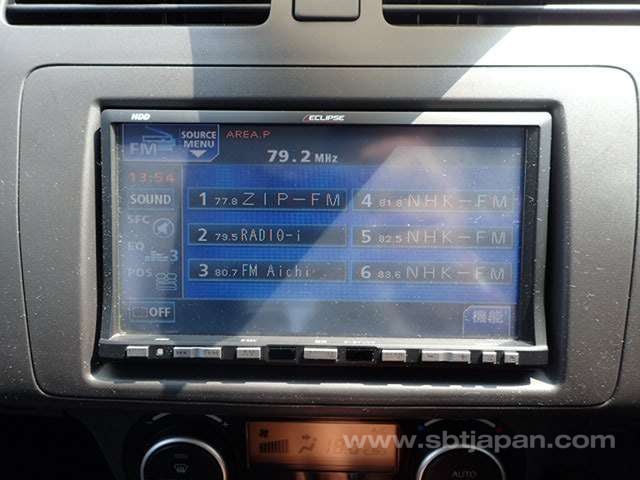 HDD ECLIPSE
FM SOURCE MENU AREA.P
79.2 MHz
13:54
SOUND
SFC
EQ 3
POS
OFF
1 77.8 ZIP-FM
2 79.5 RADIO-i
3 80.7 FM Aichi
4 81.8 NHK-FM
5 82.5 NHK-FM
6 83.6 NHK-FM
機能
www.sbtjapan.com
AUTO